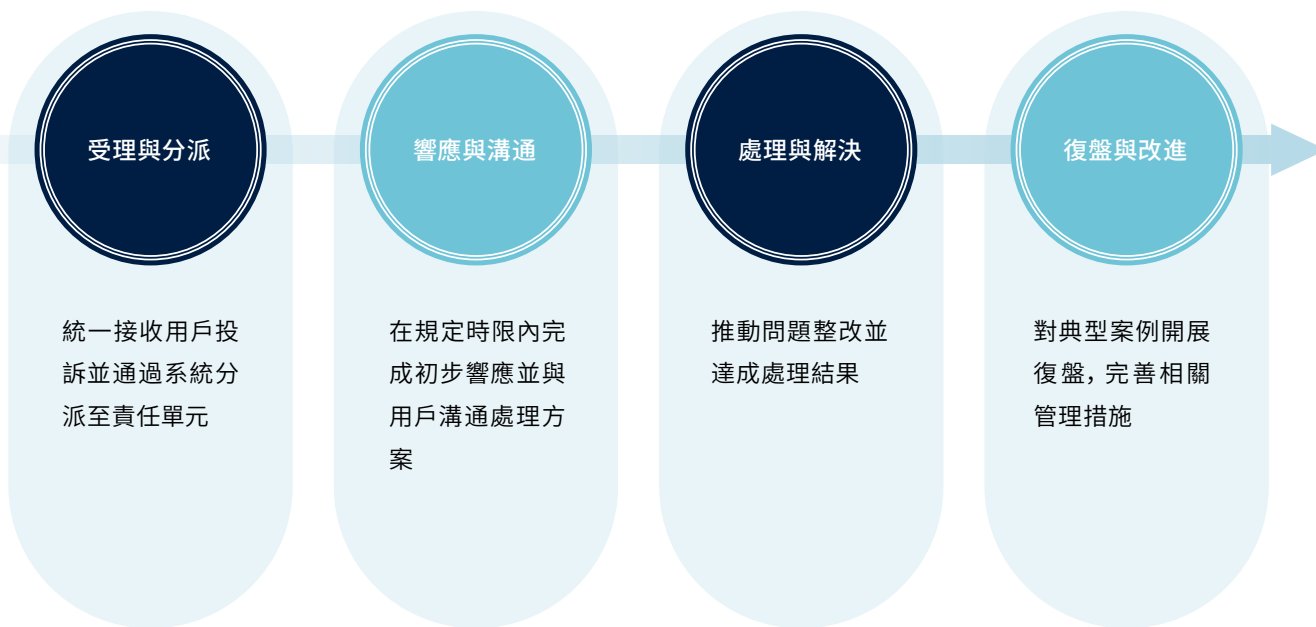 受理與分派
響應與溝通
處理與解決
復盤與改進
統一接收用戶投
訴並通過系統分
派至責任單元
在規定時限內完
成初步響應並與
用戶溝通處理方
案
推動問題整改並
達成處理結果
對典型案例開展
復盤，完善相關
管理措施